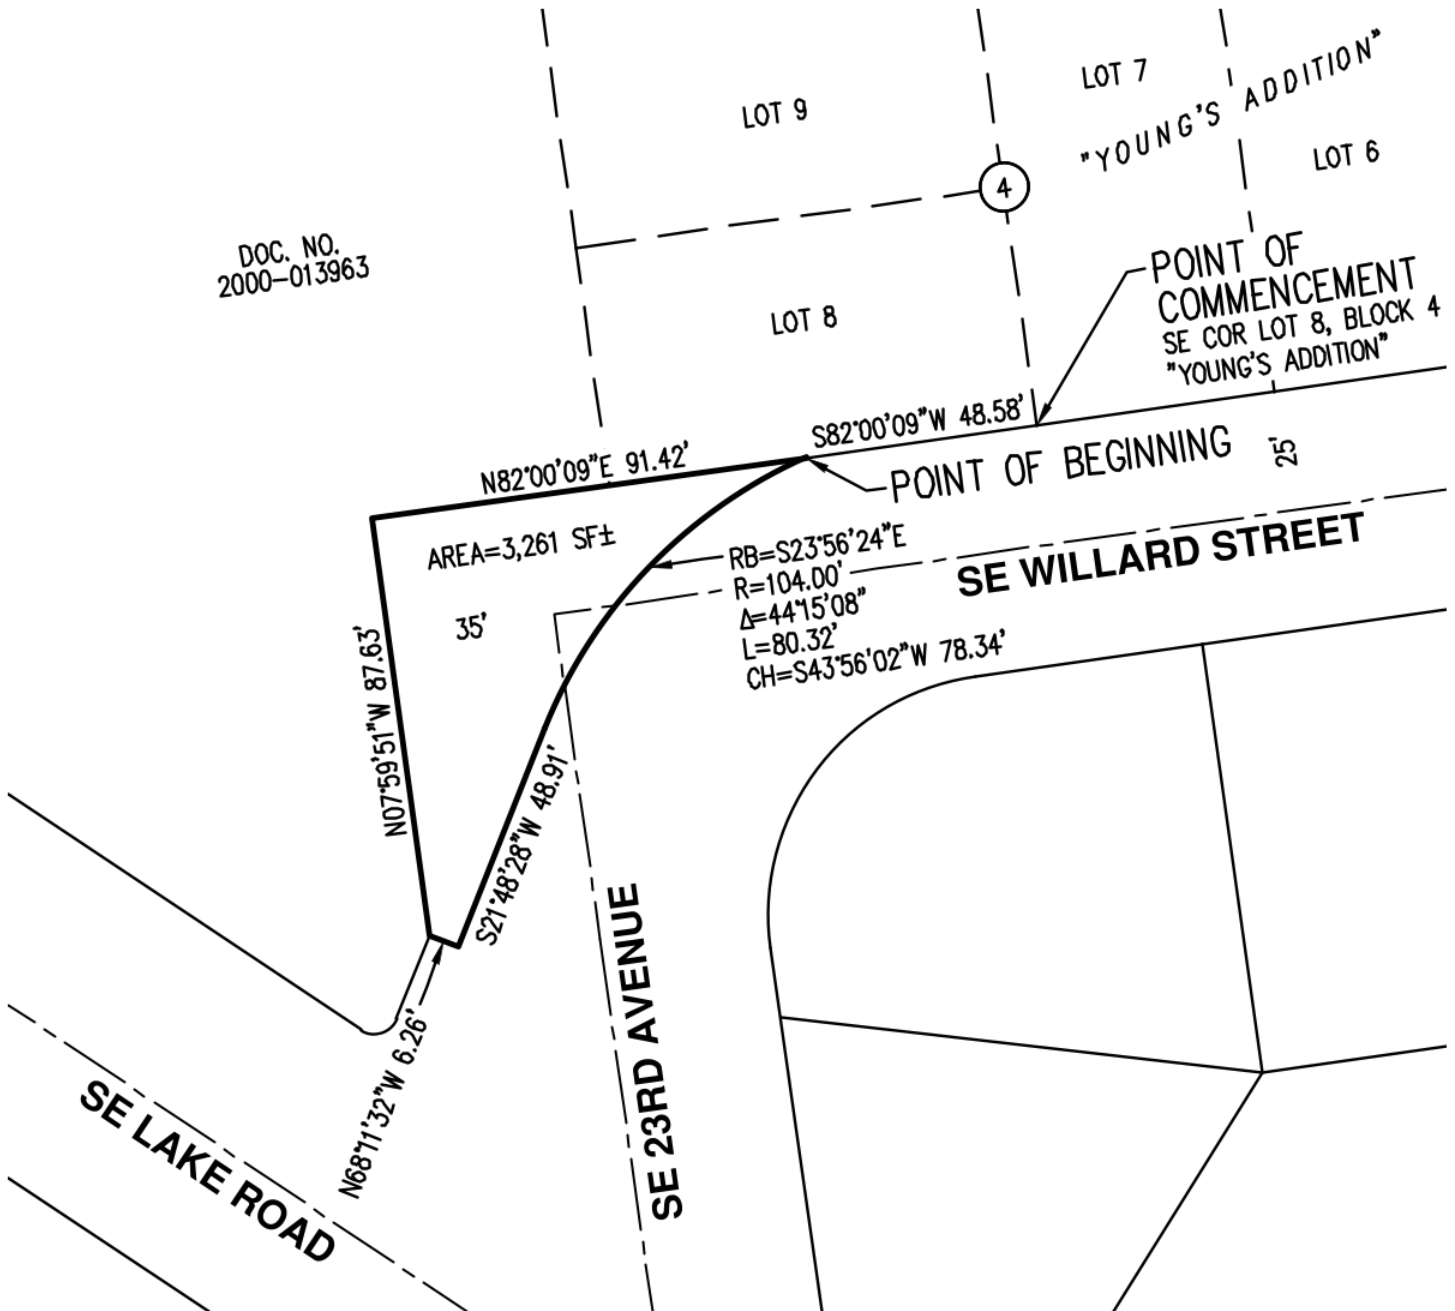 LOT 9
LOT 7
"YOUNG'S ADDITION"
LOT 6
4
DOC. NO.
2000-013963
LOT 8
POINT OF
COMMENCEMENT
SE COR LOT 8, BLOCK 4
"YOUNG'S ADDITION"
S82°00'09"W 48.58'
N82°00'09"E 91.42'
POINT OF BEGINNING
25'
AREA=3,261 SF±
RB=S23°56'24"E
R=104.00'
Δ=44°15'08"
L=80.32'
CH=S43°56'02"W 78.34'
SE WILLARD STREET
35'
N07°59'51"W 87.63'
S21°48'28"W 48.91'
SE 23RD AVENUE
N68°11'32"W 6.26'
SE LAKE ROAD